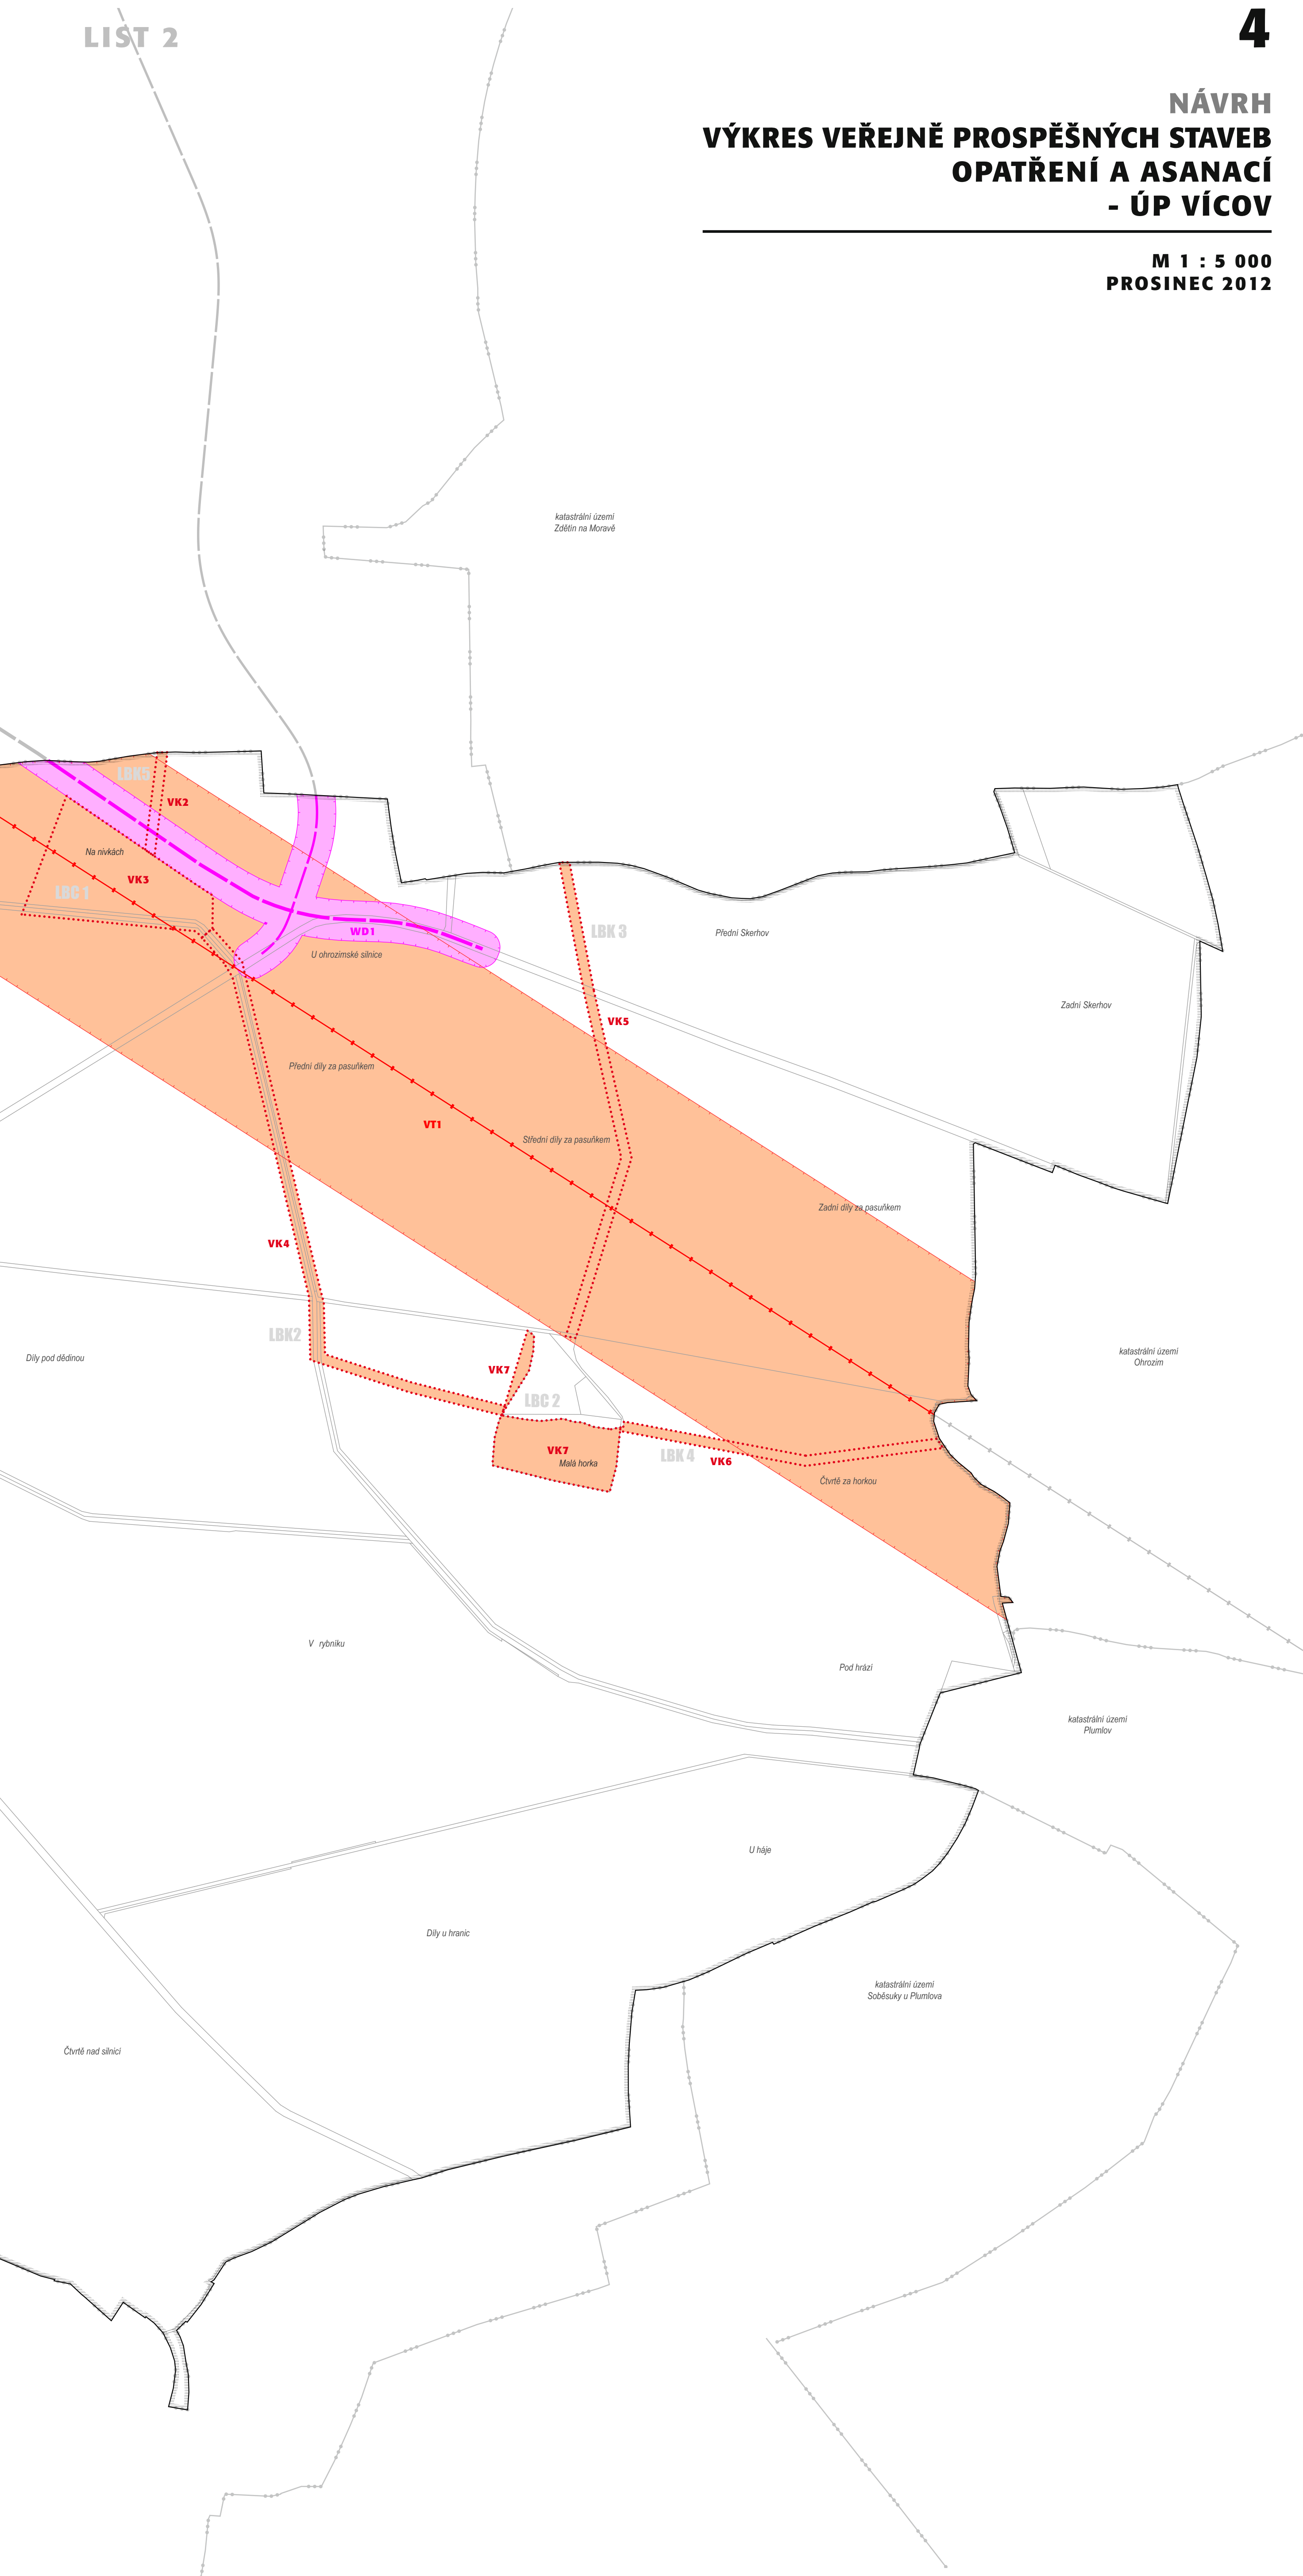 LIST 2
4
NÁVRH
VÝKRES VEŘEJNĚ PROSPĚŠNÝCH STAVEB
OPATŘENÍ A ASANACÍ
- ÚP VÍCOV
M 1 : 5 000
PROSINEC 2012
katastrální území
Zdětín na Moravě
LBK5
VK2
Na nivkách
VK3
LBC 1
WD1
LBK 3
Přední Skerhov
U ohrozimské silnice
Zadní Skerhov
VK5
Přední díly za pasuňkem
VT1
Střední díly za pasuňkem
Zadní díly za pasuňkem
VK4
LBK2
katastrální území
Ohrozim
Díly pod dědinou
VK7
LBC 2
VK7
Malá horka
LBK 4
VK6
Čtvrtě za horkou
V rybníku
Pod hrází
katastrální území
Plumlov
U háje
Díly u hranic
katastrální území
Soběsuky u Plumlova
Čtvrtě nad silnicí